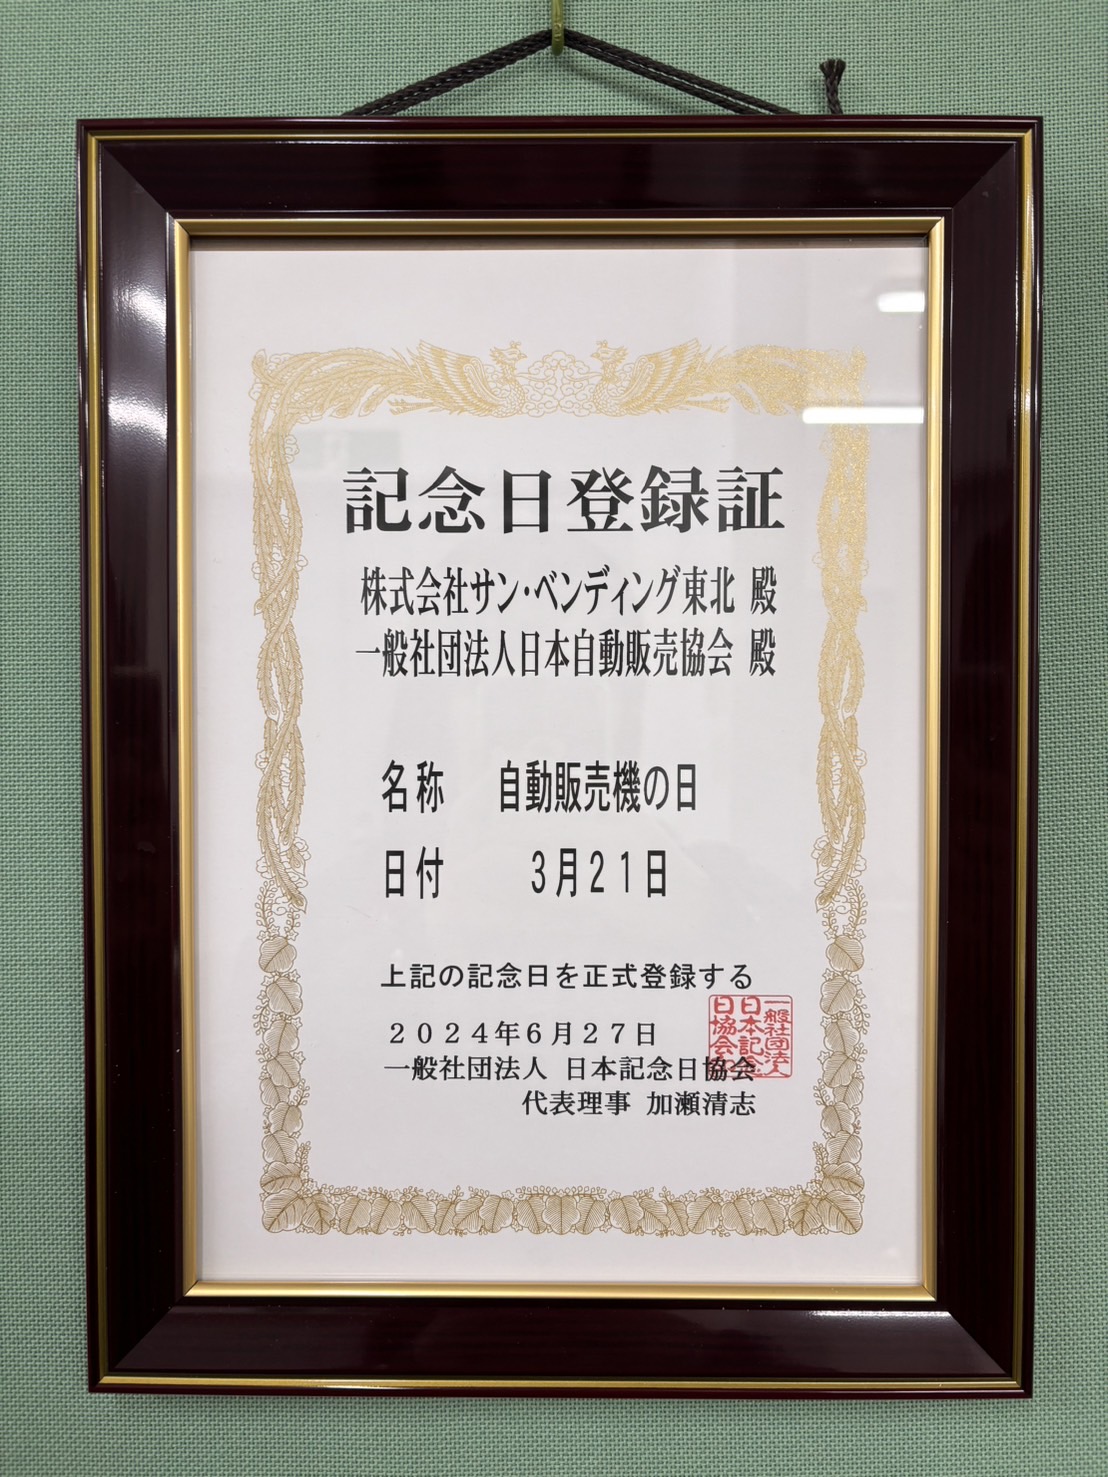 記念日登録証
株式会社サン・ベンディング東北 殿
一般社団法人日本自動販売協会 殿
名称 自動販売機の日
日付 3月21日
上記の記念日を正式登録する
2024年6月27日
一般社団法人 日本記念日協会
代表理事 加瀬清志
一般社団法人
日本記念
日協会